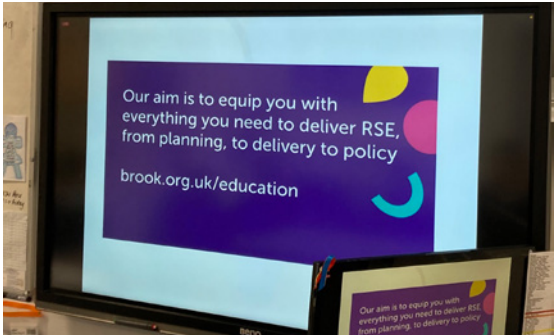 Our aim is to equip you with
everything you need to deliver RSE,
from planning, to delivery to policy
brook.org.uk/education
BenQ
Our aim is to equip you with
everything you need to deliver RSE,
from planning, to delivery to policy